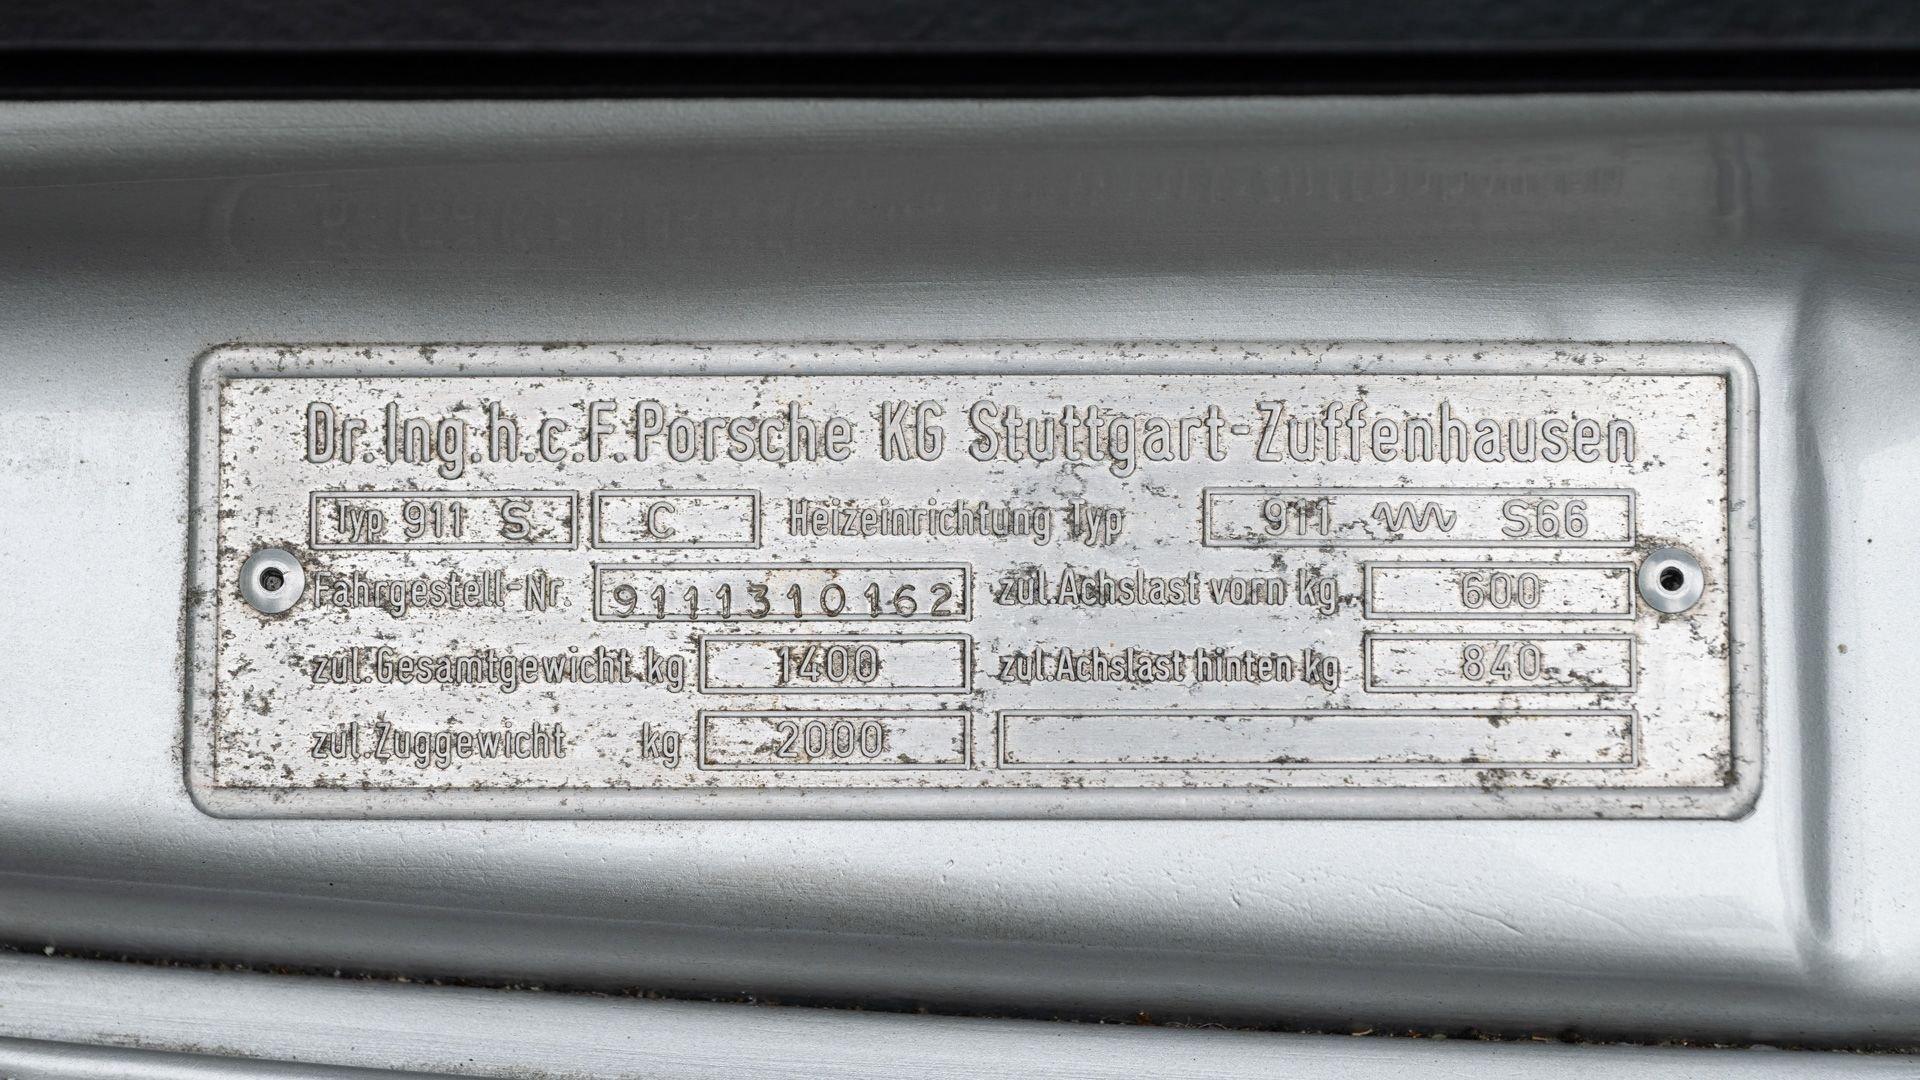 Dr.Ing.h.c.F.Porsche KG Stuttgart-Zuffenhausen
Typ 911 S C Heizeinrichtung Typ 911 S66
Fahrgestell-Nr. 9111310162 zul.Achslast vorn kg 600
zul.Gesamtgewicht kg 1400 zul.Achslast hinten kg 840
zul.Zuggewicht kg 2000